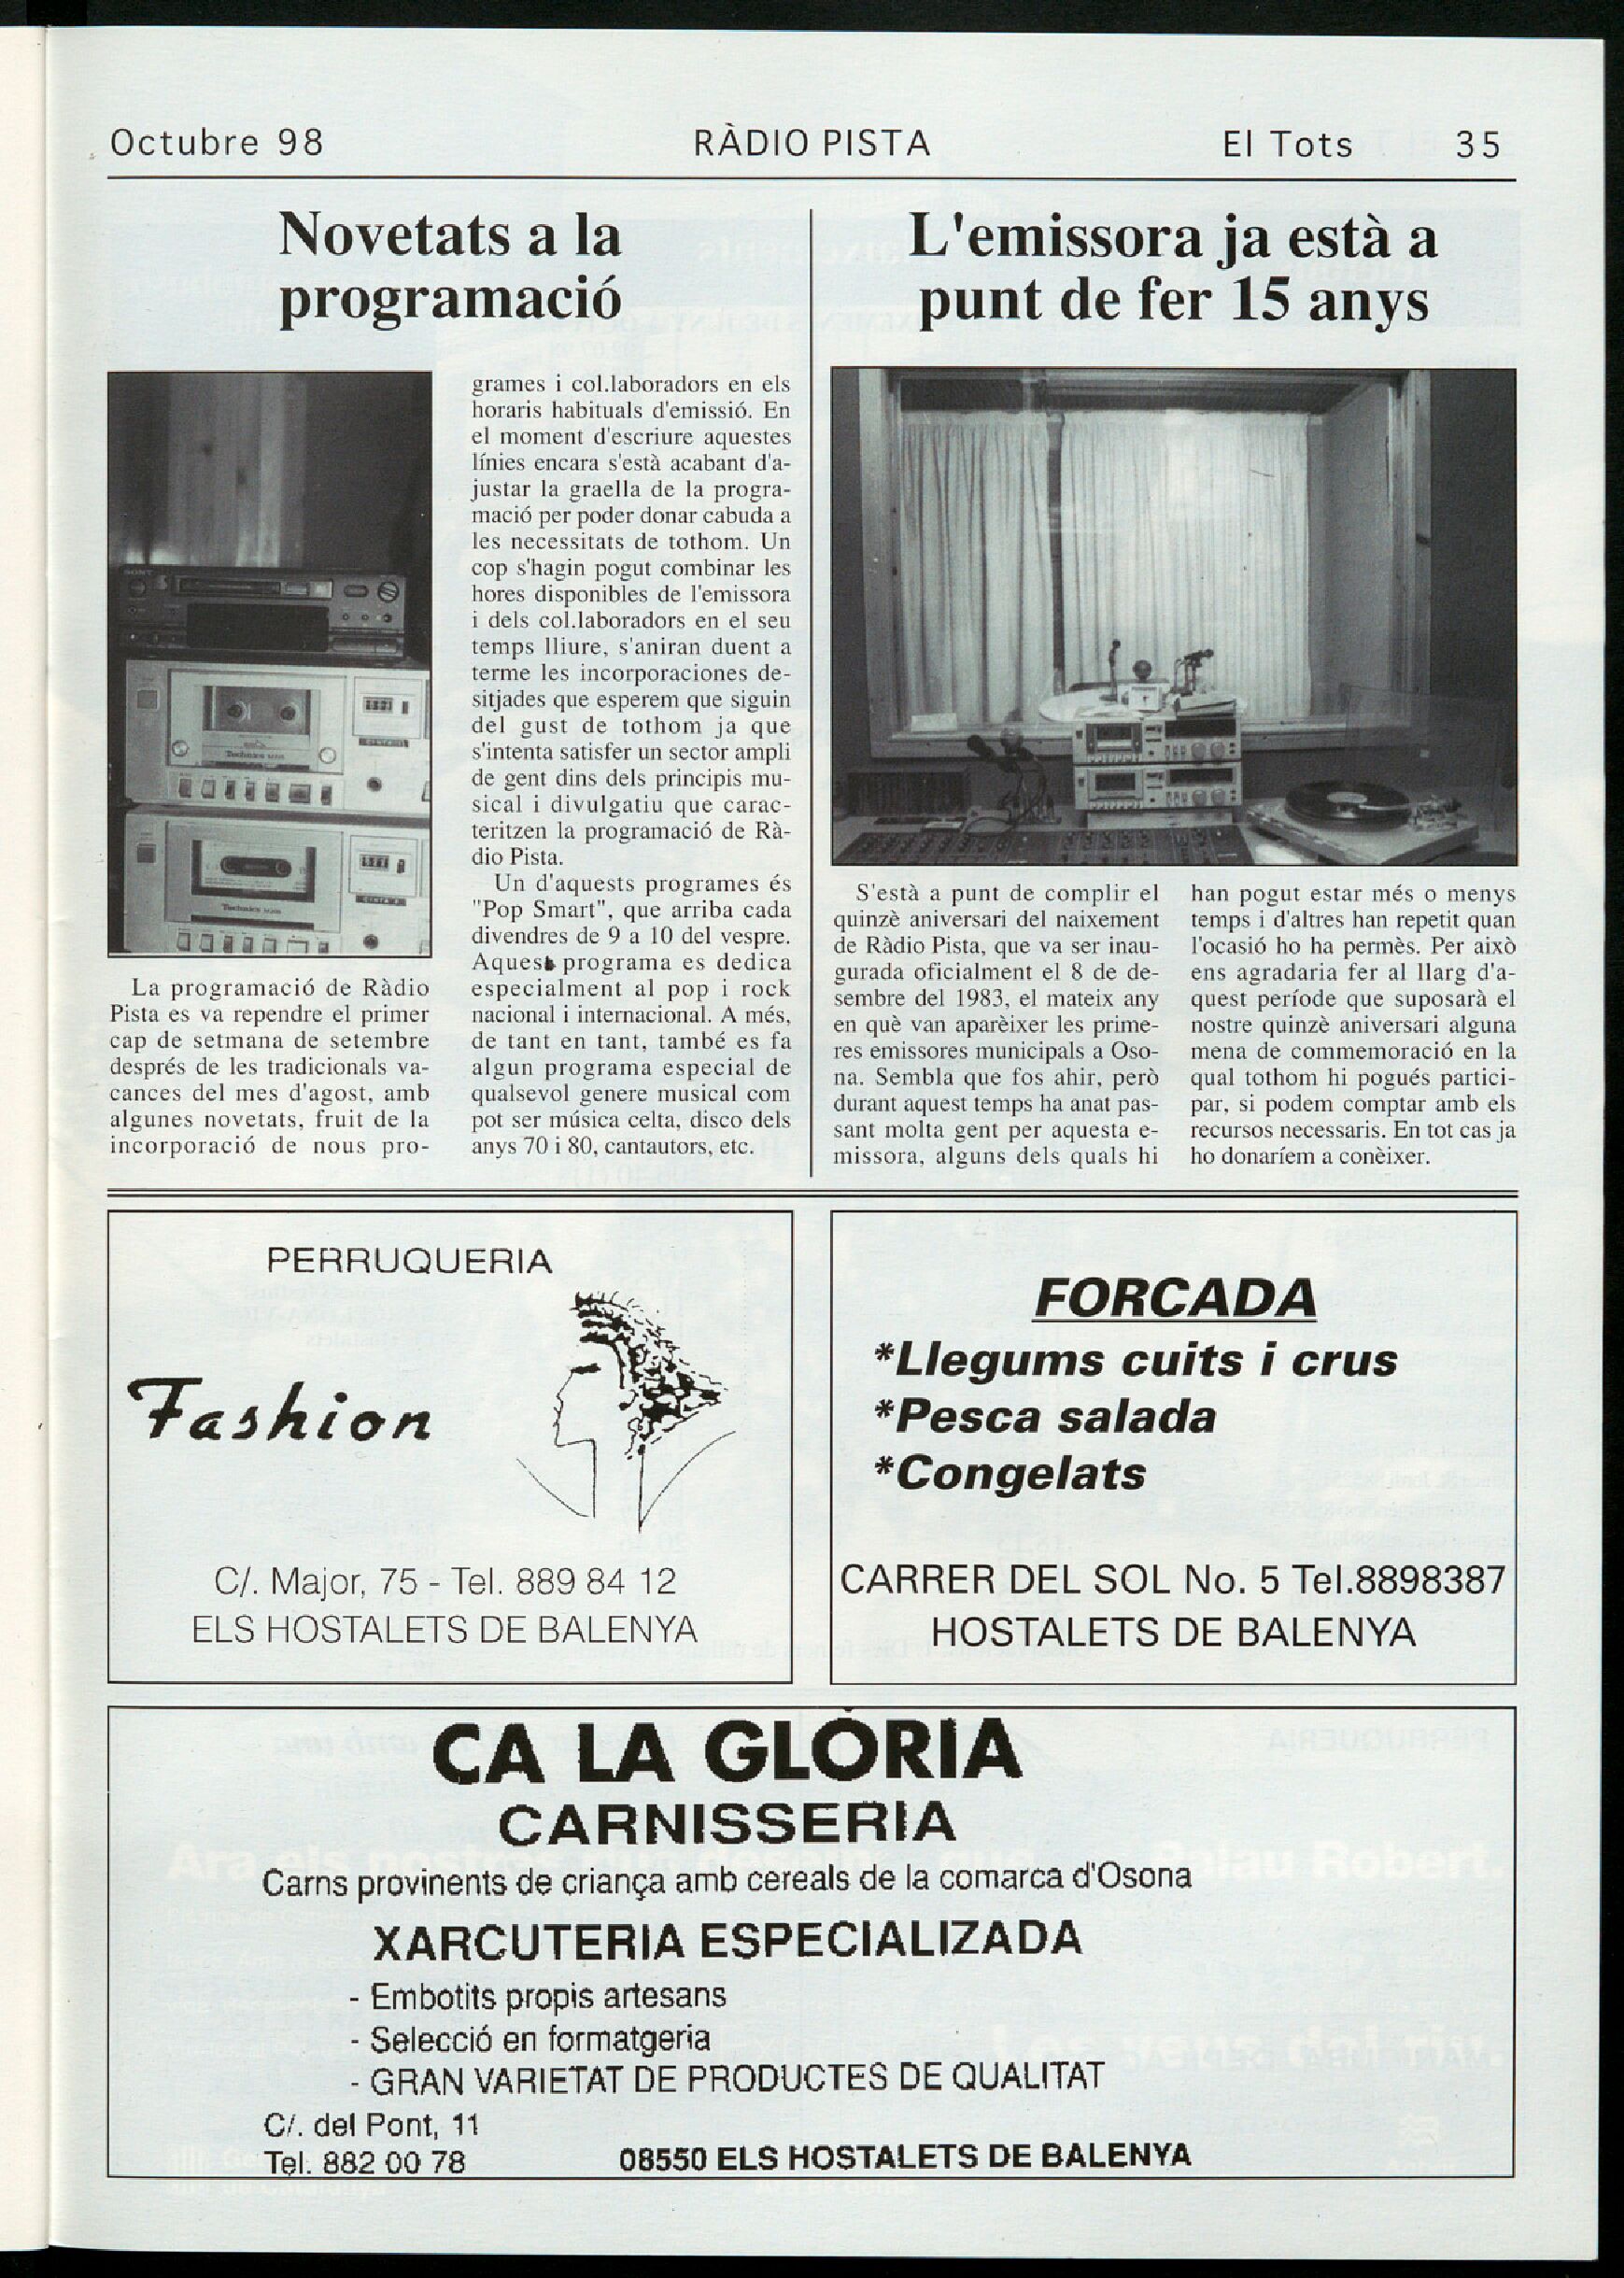 Octubre 98 RÀDIO PISTA El Tots 35
Novetats a la
programació
La programació de Ràdio
Pista es va rependre el primer
cap de setmana de setembre
després de les tradicionals va-
cances del mes d'agost, amb
algunes novetats, fruit de la
incorporació de nous pro-
grames i col.laboradors en els
horaris habituals d'emissió. En
el moment d'escriure aquestes
línies encara s'està acabant d'a-
justar la graella de la progra-
mació per poder donar cabuda a
les necessitats de tothom. Un
cop s'hagin pogut combinar les
hores disponibles de l'emissora
i dels col.laboradors en el seu
temps lliure, s'aniran duent a
terme les incorporaciones de-
sitjades que esperem que siguin
del gust de tothom ja que
s'intenta satisfer un sector ampli
de gent dins dels principis mu-
sical i divulgatiu que carac-
teritzen la programació de Rà-
dio Pista.
Un d'aquests programes és
"Pop Smart", que arriba cada
divendres de 9 a 10 del vespre.
Aquest programa es dedica
especialment al pop i rock
nacional i internacional. A més,
de tant en tant, també es fa
algun programa especial de
qualsevol genere musical com
pot ser música celta, disco dels
anys 70 i 80, cantautors, etc.
L'emissora ja està a
punt de fer 15 anys
S'està a punt de complir el
quinzè aniversari del naixement
de Ràdio Pista, que va ser inau-
gurada oficialment el 8 de de-
sembre del 1983, el mateix any
en què van aparèixer les prime-
res emissores municipals a Oso-
na. Sembla que fos ahir, però
durant aquest temps ha anat pas-
sant molta gent per aquesta e-
missora, alguns dels quals hi
han pogut estar més o menys
temps i d'altres han repetit quan
l'ocasió ho ha permès. Per això
ens agradaria fer al llarg d'a-
quest període que suposarà el
nostre quinzè aniversari alguna
mena de commemoració en la
qual tothom hi pogués partici-
par, si podem comptar amb els
recursos necessaris. En tot cas ja
ho donaríem a conèixer.
PERRUQUERIA
Fashion
C/. Major, 75 - Tel. 889 84 12
ELS HOSTALETS DE BALENYA
FORCADA
*Llegums cuits i crus
*Pesca salada
*Congelats
CARRER DEL SOL No. 5 Tel.8898387
HOSTALETS DE BALENYA
CA LA GLÒRIA
CARNISSERIA
Carns provinents de criança amb cereals de la comarca d'Osona
XARCUTERIA ESPECIALIZADA
- Embotits propis artesans
- Selecció en formatgeria
- GRAN VARIETAT DE PRODUCTES DE QUALITAT
C/. del Pont, 11
Tel. 882 00 78 08550 ELS HOSTALETS DE BALENYA